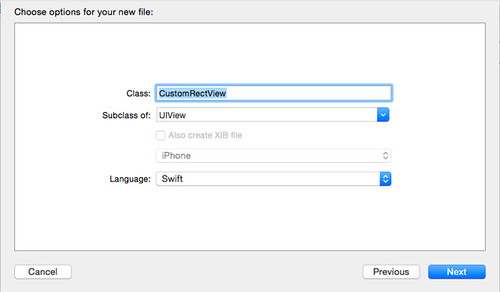 Choose options for your new file:
Class: CustomRectView
Subclass of: UIView
Also create XIB file
iPhone
Language: Swift
Cancel Previous Next